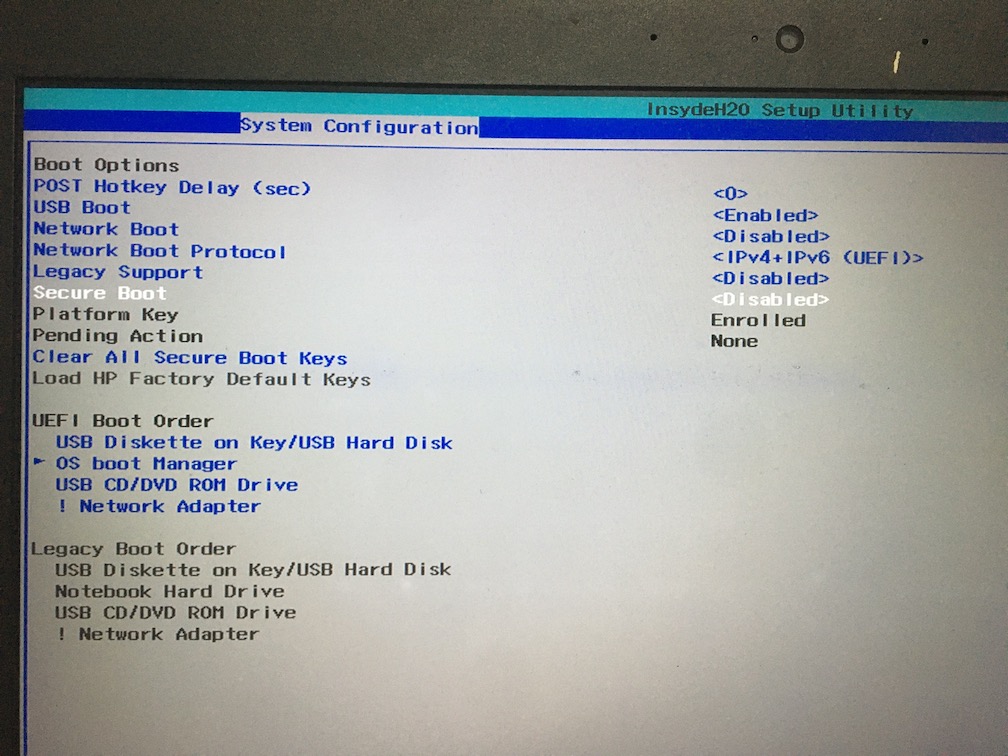 InsydeH2O Setup Utility
System Configuration
Boot Options
POST Hotkey Delay (sec) <0>
USB Boot <Enabled>
Network Boot <Disabled>
Network Boot Protocol <IPv4+IPv6 (UEFI)>
Legacy Support <Disabled>
Secure Boot <Disabled>
Platform Key Enrolled
Pending Action None
Clear All Secure Boot Keys
Load HP Factory Default Keys
UEFI Boot Order
USB Diskette on Key/USB Hard Disk
► OS boot Manager
USB CD/DVD ROM Drive
! Network Adapter
Legacy Boot Order
USB Diskette on Key/USB Hard Disk
Notebook Hard Drive
USB CD/DVD ROM Drive
! Network Adapter